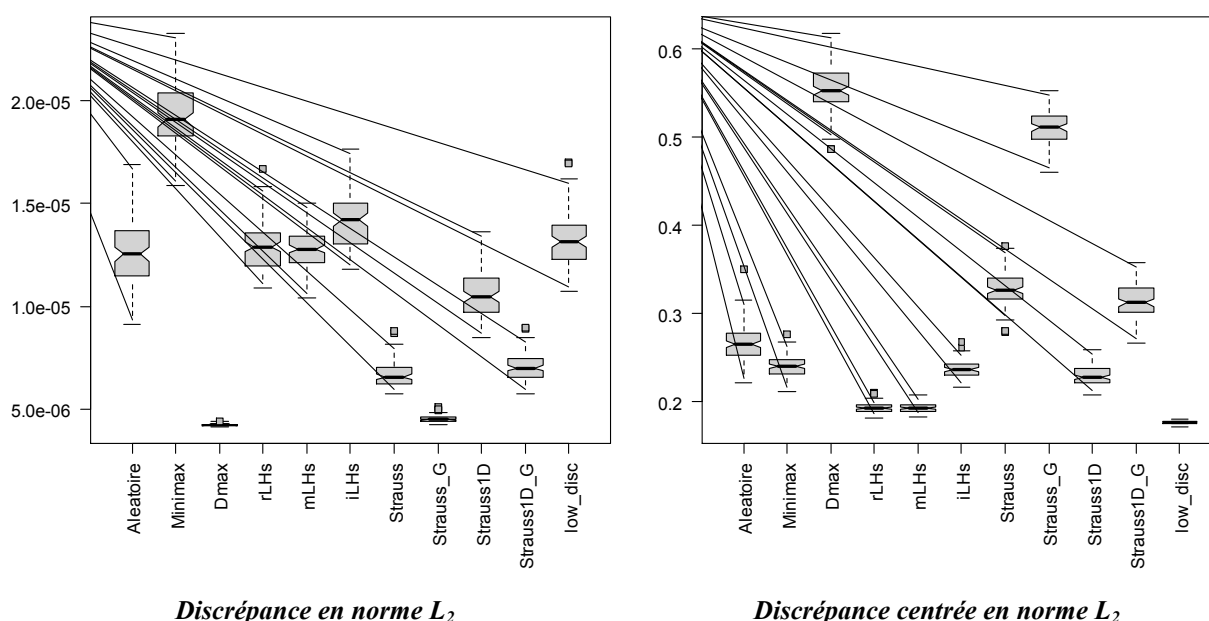 2.0e-05
1.5e-05
1.0e-05
5.0e-06
Aleatoire
Minimax
Dmax
rLHs
mLHs
iLHs
Strauss
Strauss_G
Strauss1D
Strauss1D_G
low_disc
Discrépance en norme L2
0.6
0.5
0.4
0.3
0.2
Aleatoire
Minimax
Dmax
rLHs
mLHs
iLHs
Strauss
Strauss_G
Strauss1D
Strauss1D_G
low_disc
Discrépance centrée en norme L2